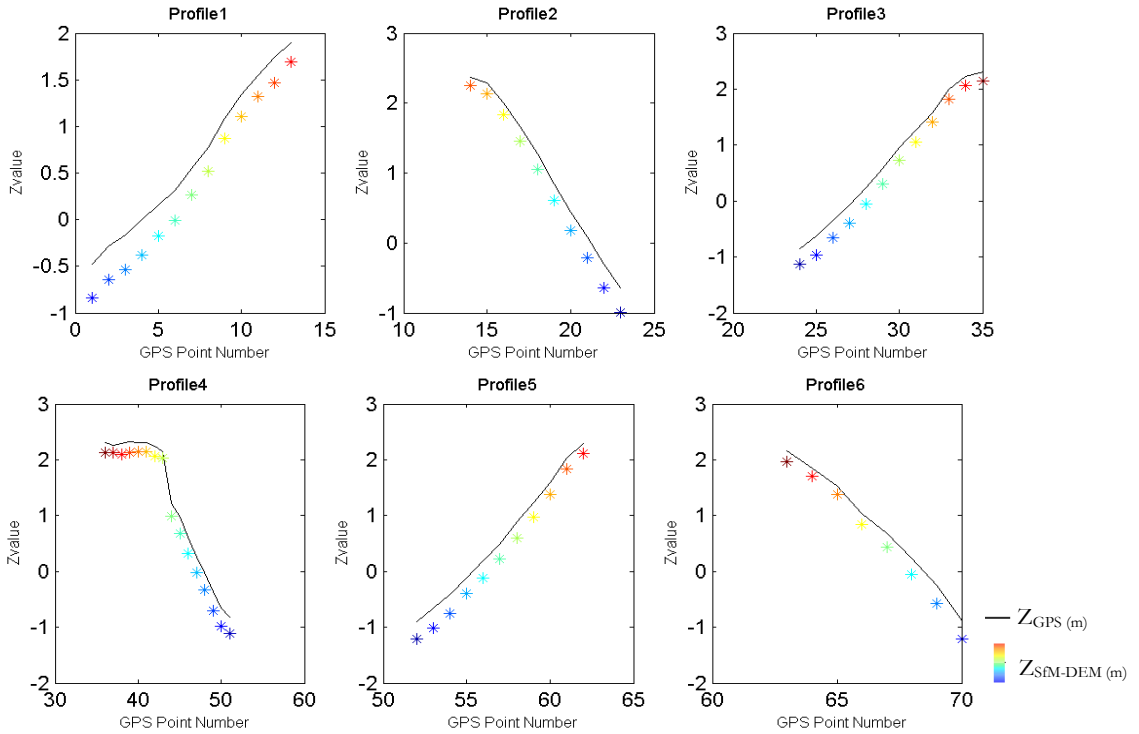 Profile1
2
1.5
1
0.5
0
-0.5
-1
Zvalue
0
5
10
15
GPS Point Number
Profile2
3
2
1
0
-1
Zvalue
10
15
20
25
GPS Point Number
Profile3
3
2
1
0
-1
-2
Zvalue
20
25
30
35
GPS Point Number
Profile4
3
2
1
0
-1
-2
Zvalue
30
40
50
60
GPS Point Number
Profile5
3
2
1
0
-1
-2
Zvalue
50
55
60
65
GPS Point Number
Profile6
3
2
1
0
-1
-2
Zvalue
60
65
70
GPS Point Number
ZGPS (m)
ZSfM-DEM (m)